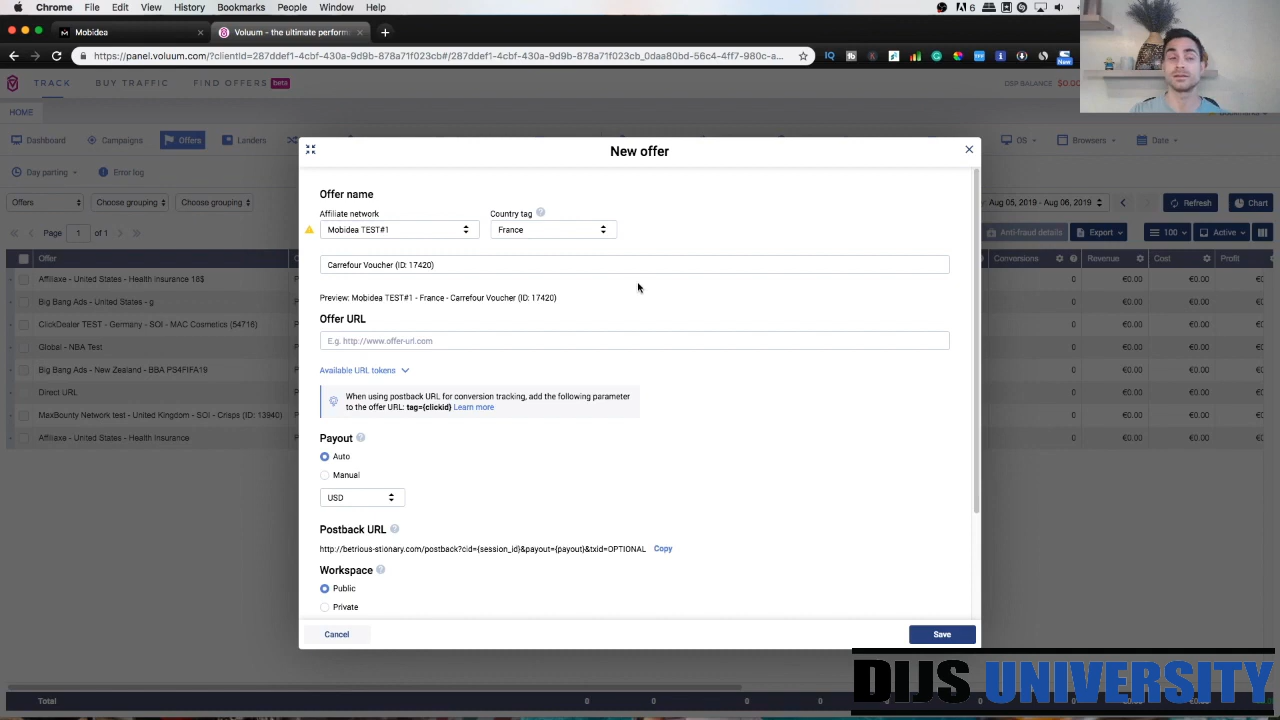 Chrome File Edit View History Bookmarks People Window Help
6
Mobidea
Voluum - the ultimate perform
https://panel.voluum.com/?clientId=287ddef1-4cbf-430a-9d9b-878a71f023cb#/287ddef1-4cbf-430a-9d9b-878a71f023cb_0daa80bd-56c4-4ff7-980c-a...
New
TRACK BUY TRAFFIC FIND OFFERS beta
DSP BALANCE $0.0
HOME
Dashboard Campaigns Offers Landers OS Browsers Date
Day parting Error log
Offers Choose grouping Choose grouping
Aug 05, 2019 - Aug 06, 2019 Refresh Chart
Page 1 of 1
Anti-fraud details Export 100 Active
Offer Conversions Revenue Cost Profit
Affiliaxe - United States - Health Insurance 18$ 0 €0.00 €0.00
Big Bang Ads - United States - g 0 €0.00 €0.00
ClickDealer TEST - Germany - SOI - MAC Cosmetics (54716) 0 €0.00 €0.00
Global - NBA Test 0 €0.00 €0.00
Big Bang Ads - New Zealand - BBA PS4FIFA19 0 €0.00 €0.00
Direct URL 0 €0.00 €0.00
MaxBounty Network test - United Kingdom - SOI - Crisps (ID: 13940) 0 €0.00 €0.00
Affiliaxe - United States - Health Insurance 0 €0.00 €0.00
New offer
Offer name
Affiliate network Country tag
Mobidea TEST#1 France
Carrefour Voucher (ID: 17420)
Preview: Mobidea TEST#1 - France - Carrefour Voucher (ID: 17420)
Offer URL
E.g. http://www.offer-url.com
Available URL tokens
When using postback URL for conversion tracking, add the following parameter
to the offer URL: tag={clickid} Learn more
Payout
Auto
Manual
USD
Postback URL
http://betrious-stionary.com/postback?cid={session_id}&payout={payout}&txid=OPTIONAL Copy
Workspace
Public
Private
Cancel Save
DIJS UNIVERSITY
Total 0 0 0 0 0